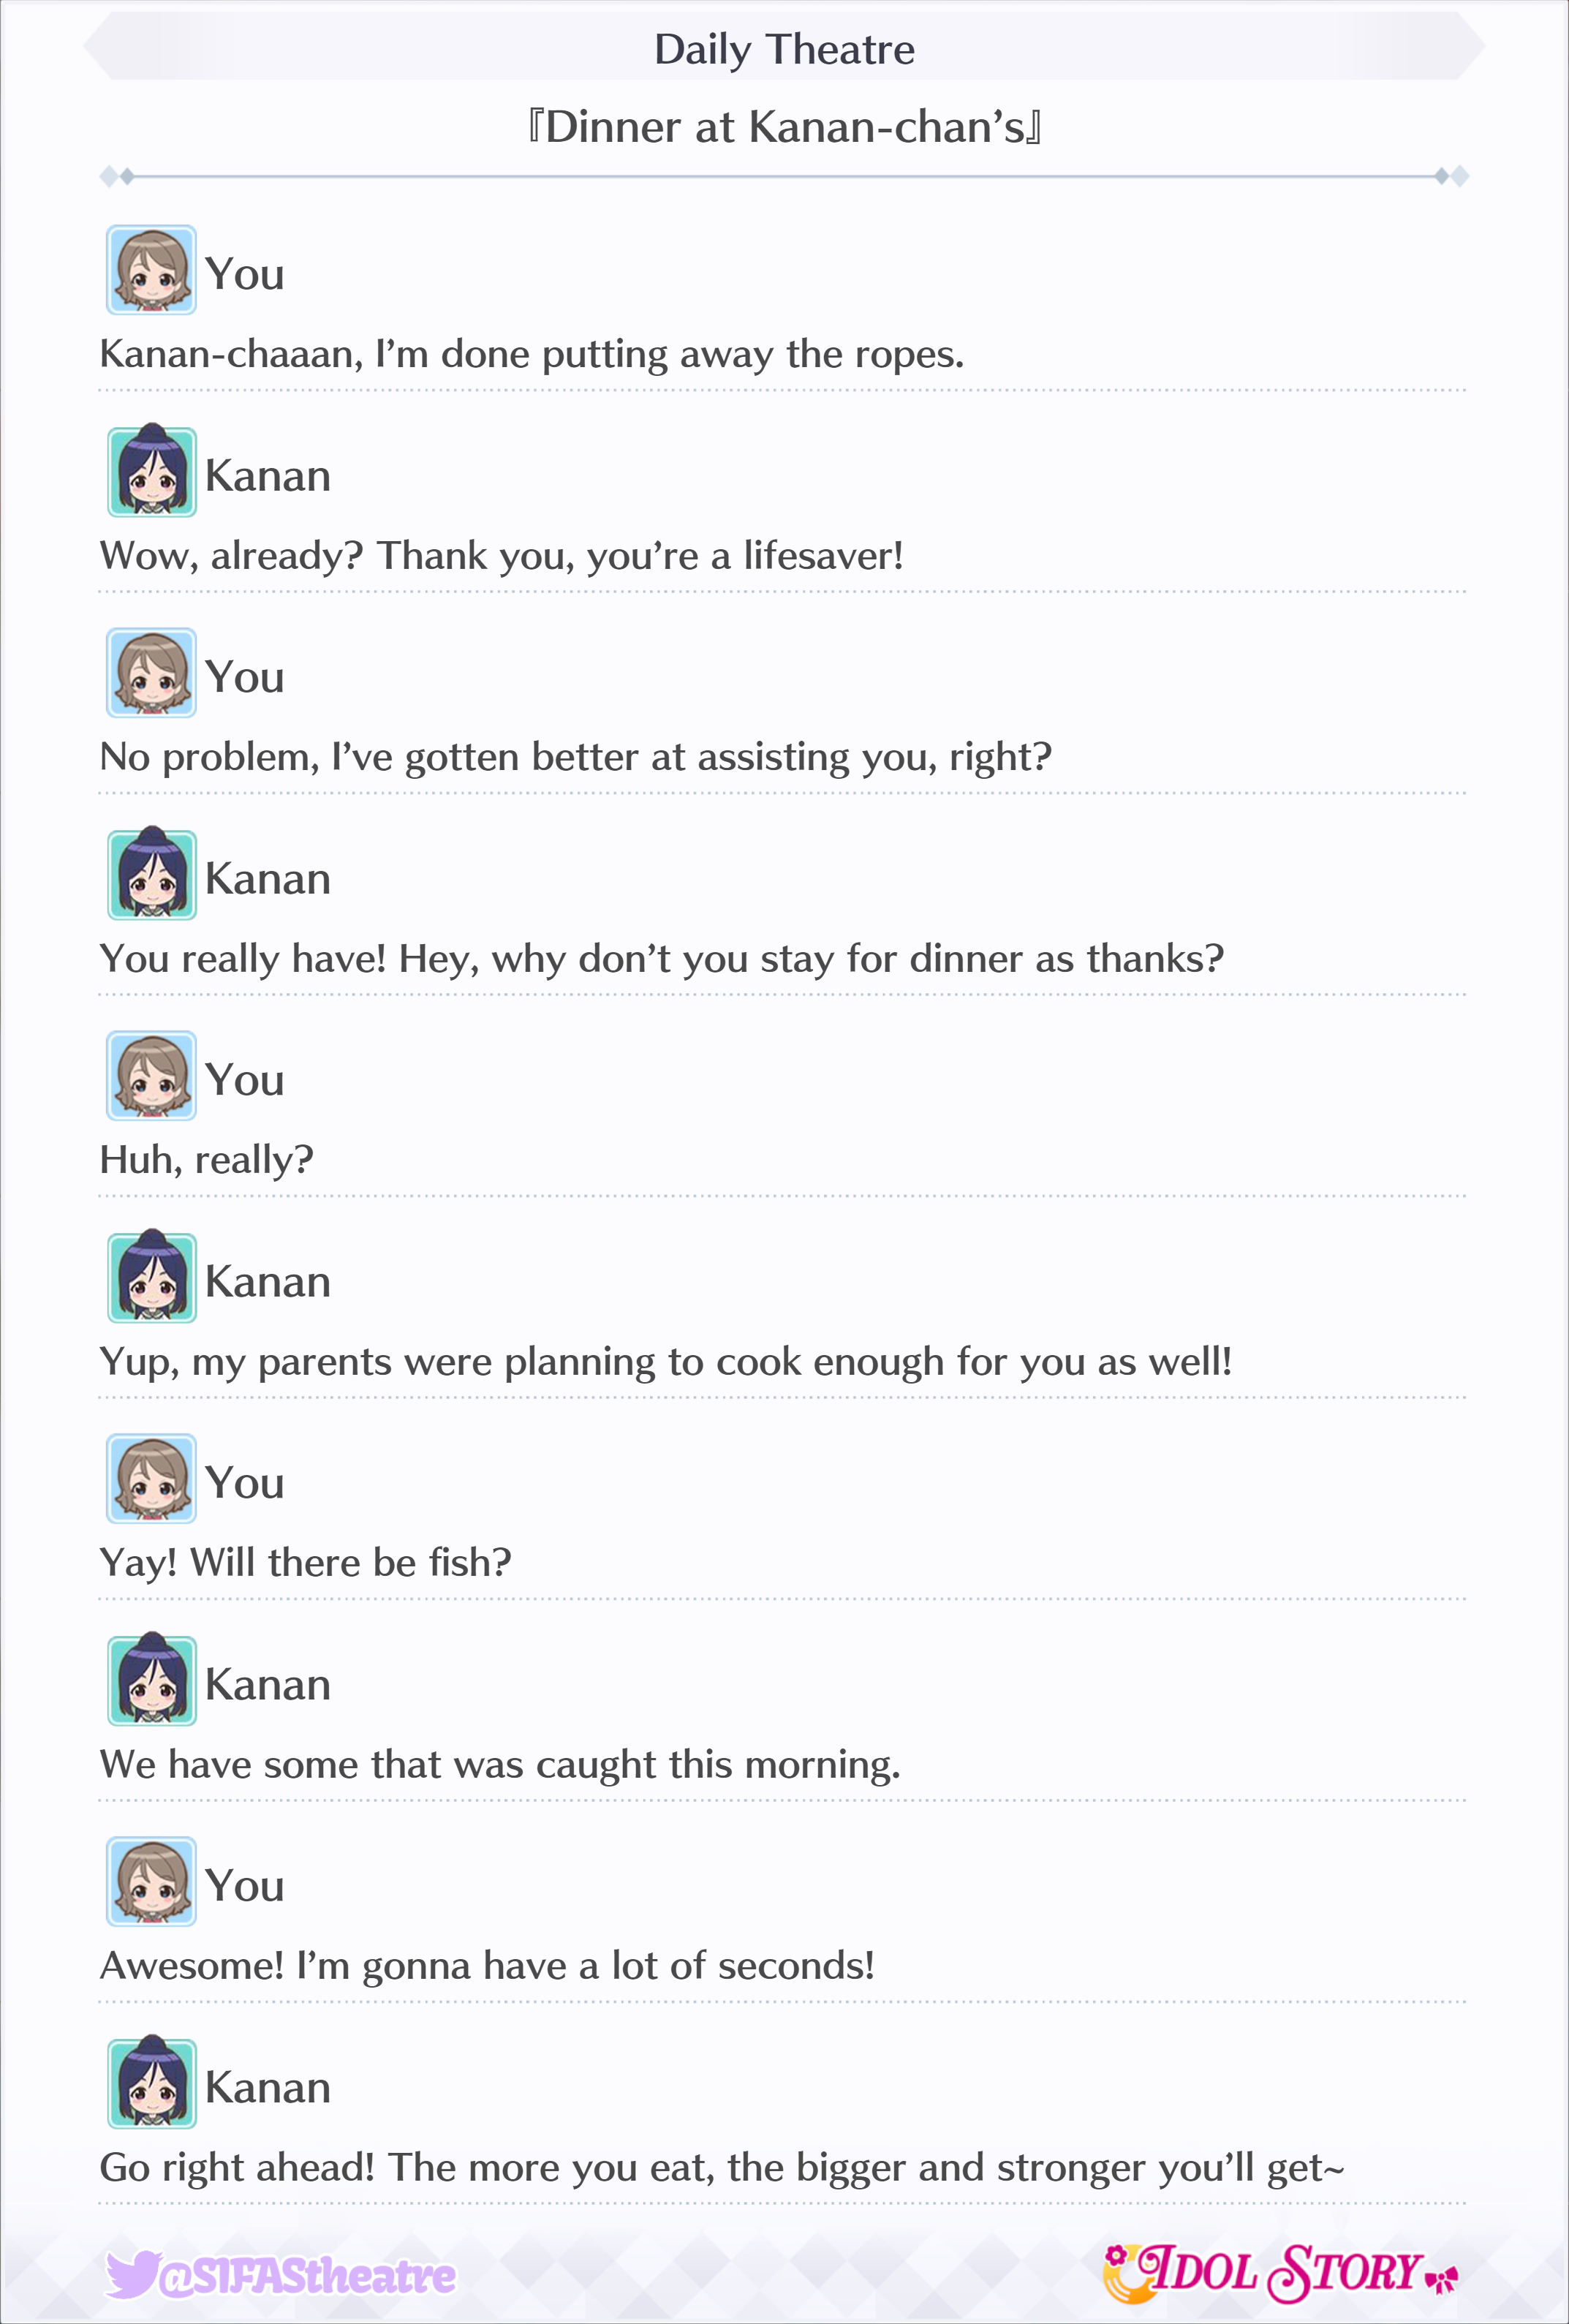 Daily Theatre
『Dinner at Kanan-chan’s』
You
Kanan-chaaan, I’m done putting away the ropes.
Kanan
Wow, already? Thank you, you’re a lifesaver!
You
No problem, I’ve gotten better at assisting you, right?
Kanan
You really have! Hey, why don’t you stay for dinner as thanks?
You
Huh, really?
Kanan
Yup, my parents were planning to cook enough for you as well!
You
Yay! Will there be fish?
Kanan
We have some that was caught this morning.
You
Awesome! I’m gonna have a lot of seconds!
Kanan
Go right ahead! The more you eat, the bigger and stronger you’ll get~
@SIFAStheatre
IDOL STORY